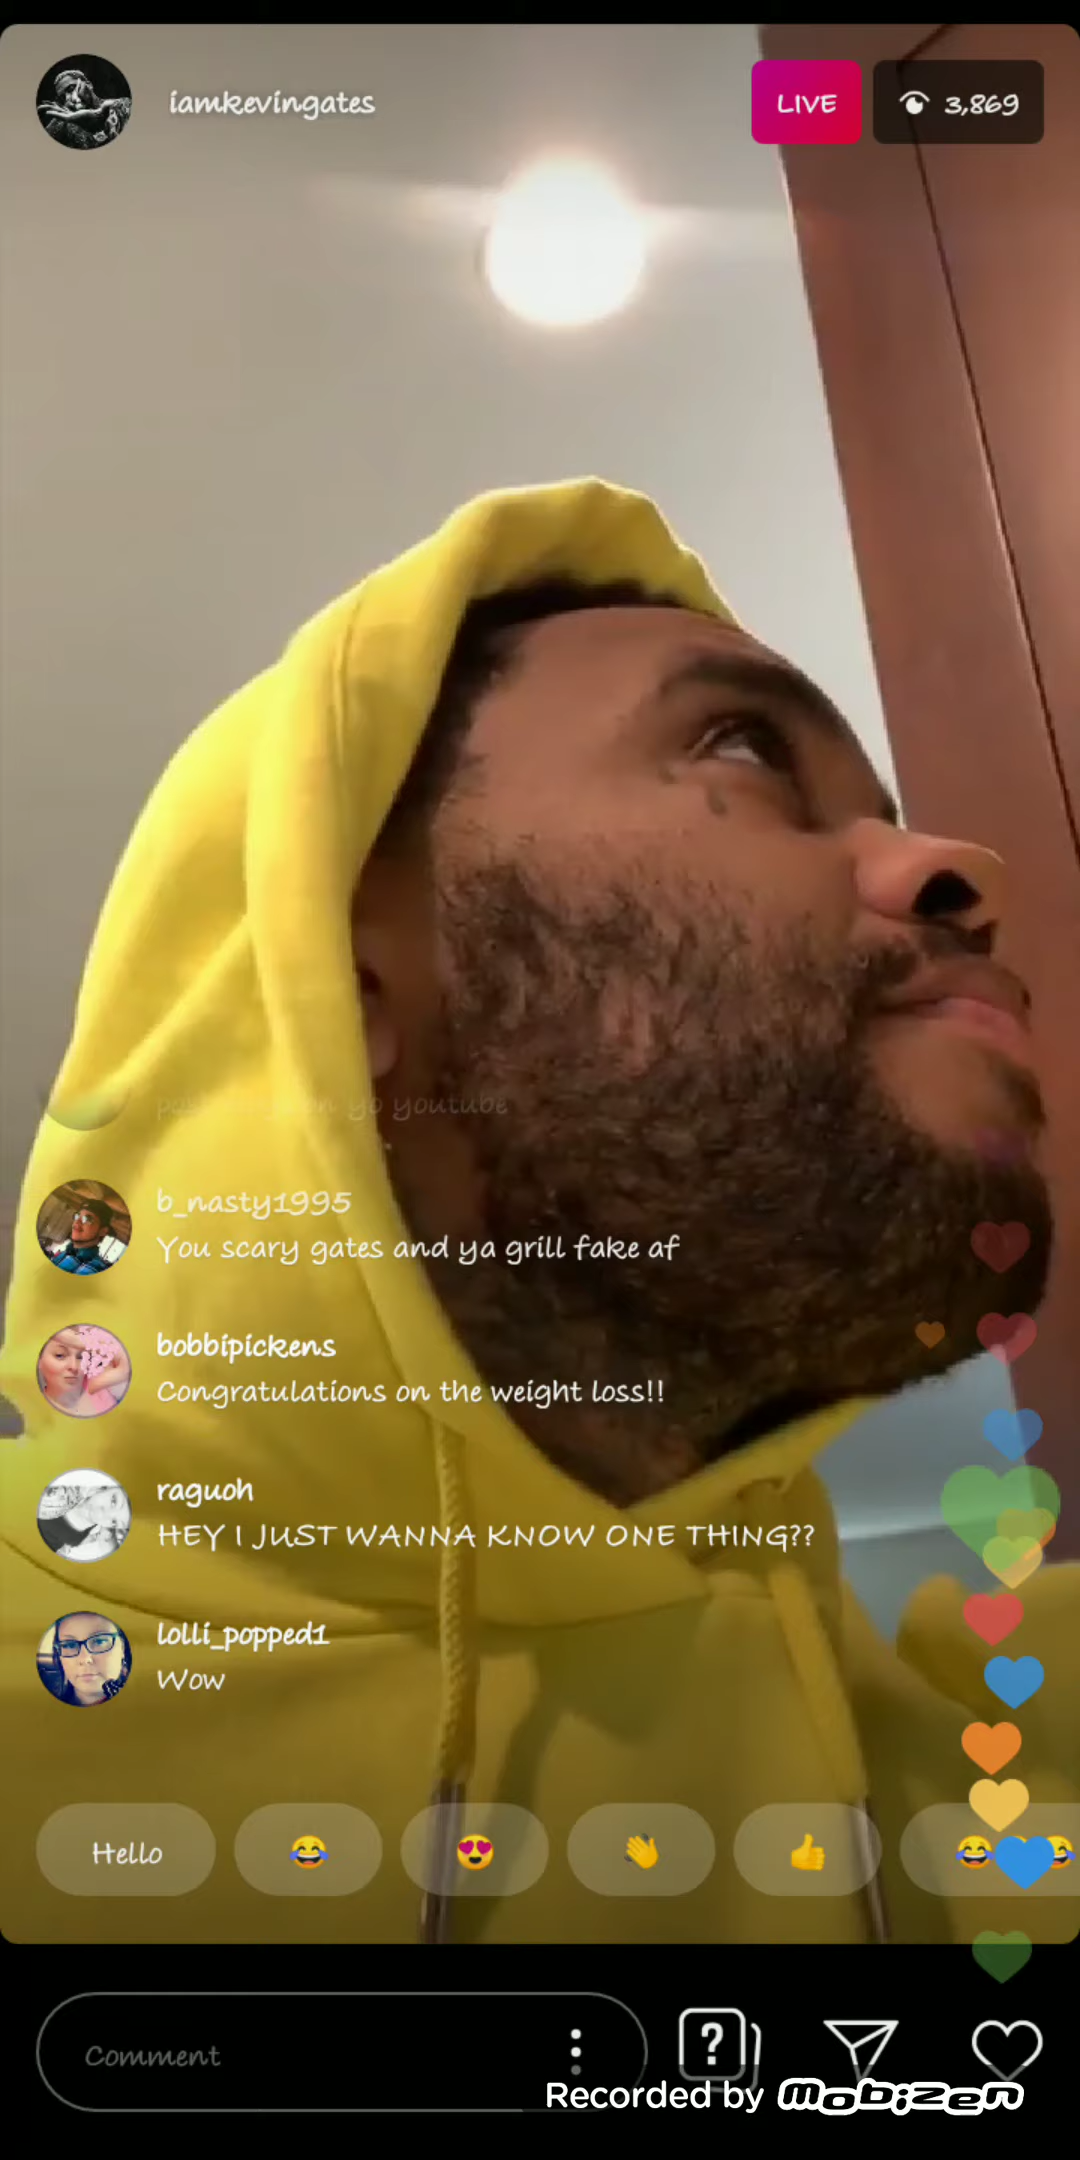 iamkevingates
LIVE
3,869
yo youtube
b_nasty1995
You scary gates and ya grill fake af
bobbipickens
Congratulations on the weight loss!!
raguoh
HEY I JUST WANNA KNOW ONE THING??
lolli_popped1
Wow
Hello
Comment
?
Recorded by mobizen